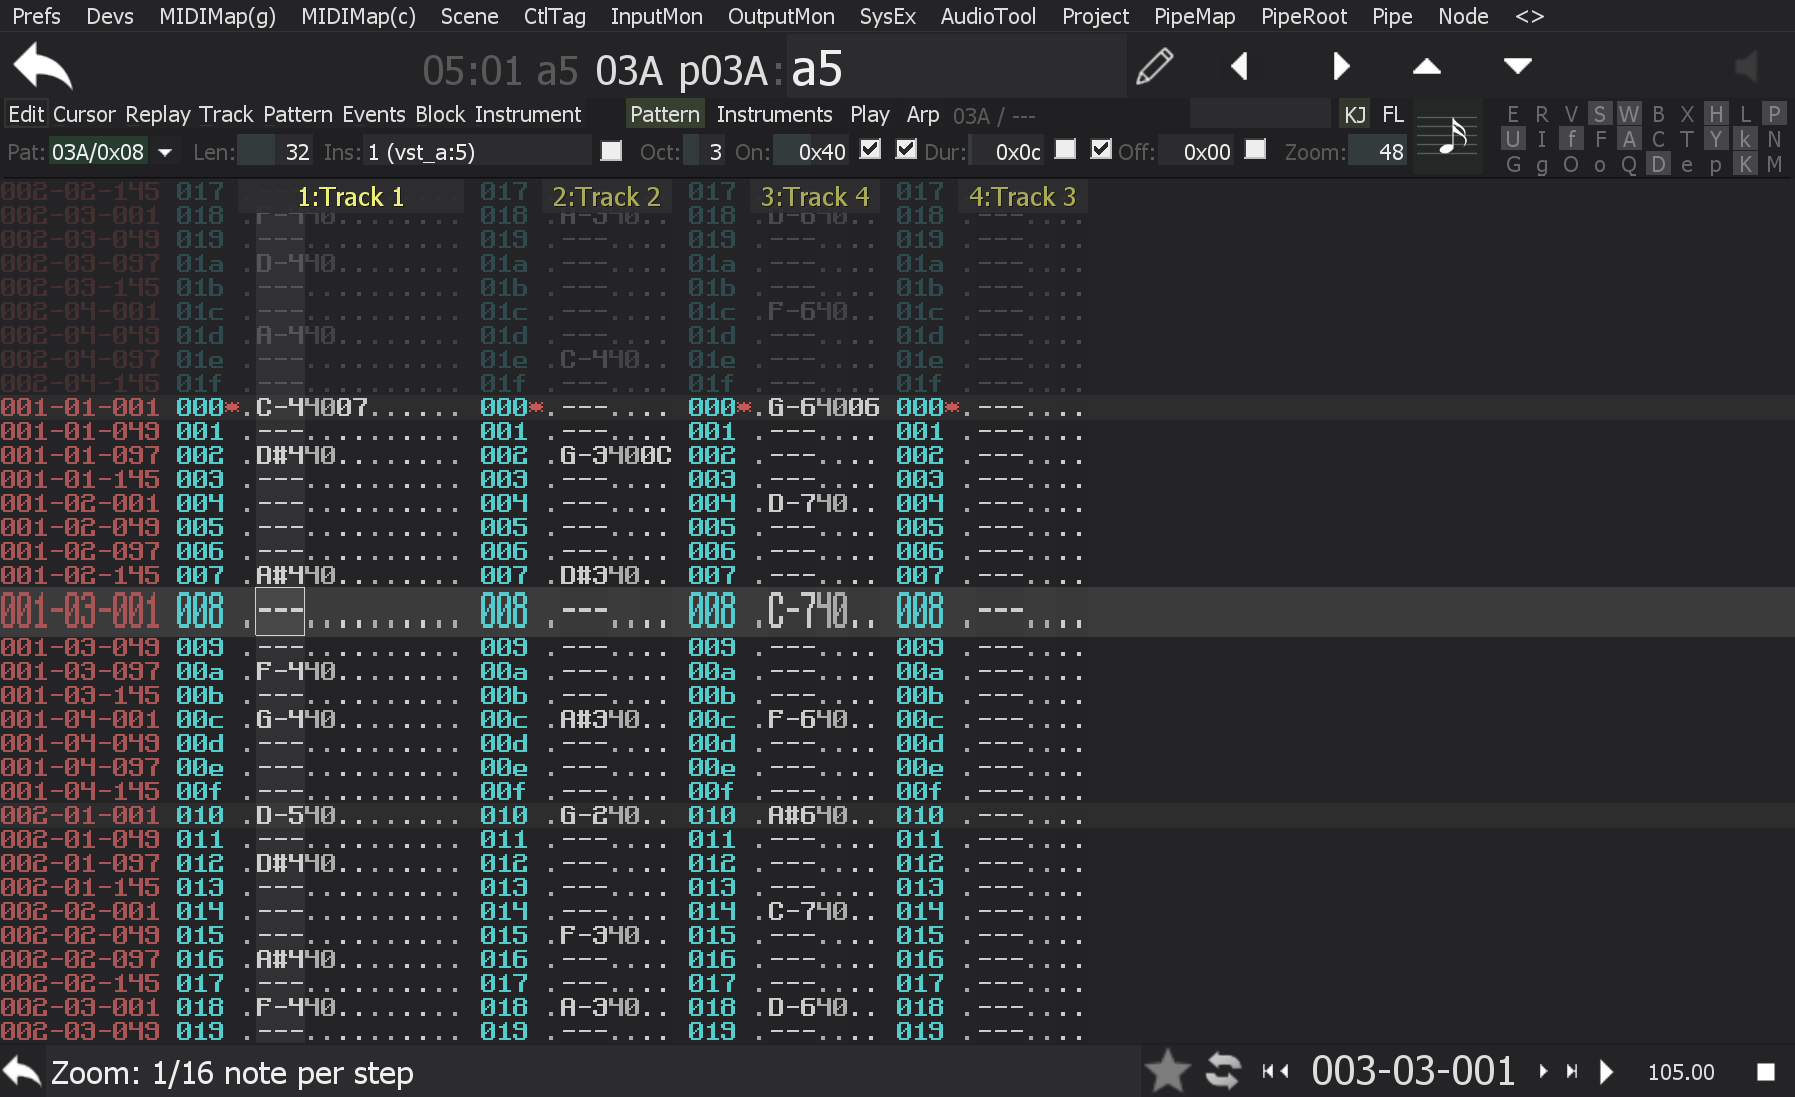 Prefs Devs MIDIMap(g) MIDIMap(c) Scene CtlTag InputMon OutputMon SysEx AudioTool Project PipeMap PipeRoot Pipe Node <>
05:01 a5 03A p03A: a5
Edit Cursor Replay Track Pattern Events Block Instrument Pattern Instruments Play Arp 03A / --- KJ FL E R V S W B X H L P
U I f F A C T Y k N
Pat: 03A/0x08 Len: 32 Ins: 1 (vst_a:5) Oct: 3 On: 0x40 Dur: 0x0c Off: 0x00 Zoom: 48
G g O o Q D e p K M
1:Track 1 2:Track 2 3:Track 4 4:Track 3
002-02-145 017 017 017 017
002-03-001 018 .F-440........ 018 .A-340.. 018 .D-640.. 018 .---....
002-03-049 019 .---.......... 019 .---.... 019 .---.... 019 .---....
002-03-097 01a .D-440........ 01a .---.... 01a .---.... 01a .---....
002-03-145 01b .---.......... 01b .---.... 01b .---.... 01b .---....
002-04-001 01c .---.......... 01c .---.... 01c .F-640.. 01c .---....
002-04-049 01d .A-440........ 01d .---.... 01d .---.... 01d .---....
002-04-097 01e .---.......... 01e .C-440.. 01e .---.... 01e .---....
002-04-145 01f .---.......... 01f .---.... 01f .---.... 01f .---....
001-01-001 000*.C-44007...... 000*.---.... 000*.G-64006 000*.---....
001-01-049 001 .---.......... 001 .---.... 001 .---.... 001 .---....
001-01-097 002 .D#440........ 002 .G-3400C 002 .---.... 002 .---....
001-01-145 003 .---.......... 003 .---.... 003 .---.... 003 .---....
001-02-001 004 .---.......... 004 .---.... 004 .D-740.. 004 .---....
001-02-049 005 .---.......... 005 .---.... 005 .---.... 005 .---....
001-02-097 006 .---.......... 006 .---.... 006 .---.... 006 .---....
001-02-145 007 .A#440........ 007 .D#340.. 007 .---.... 007 .---....
001-03-001 008 .---.......... 008 .---.... 008 .C-740.. 008 .---....
001-03-049 009 .---.......... 009 .---.... 009 .---.... 009 .---....
001-03-097 00a .F-440........ 00a .---.... 00a .---.... 00a .---....
001-03-145 00b .---.......... 00b .---.... 00b .---.... 00b .---....
001-04-001 00c .G-440........ 00c .A#340.. 00c .F-640.. 00c .---....
001-04-049 00d .---.......... 00d .---.... 00d .---.... 00d .---....
001-04-097 00e .---.......... 00e .---.... 00e .---.... 00e .---....
001-04-145 00f .---.......... 00f .---.... 00f .---.... 00f .---....
002-01-001 010 .D-540........ 010 .G-240.. 010 .A#640.. 010 .---....
002-01-049 011 .---.......... 011 .---.... 011 .---.... 011 .---....
002-01-097 012 .D#440........ 012 .---.... 012 .---.... 012 .---....
002-01-145 013 .---.......... 013 .---.... 013 .---.... 013 .---....
002-02-001 014 .---.......... 014 .---.... 014 .C-740.. 014 .---....
002-02-049 015 .---.......... 015 .F-340.. 015 .---.... 015 .---....
002-02-097 016 .A#440........ 016 .---.... 016 .---.... 016 .---....
002-02-145 017 .---.......... 017 .---.... 017 .---.... 017 .---....
002-03-001 018 .F-440........ 018 .A-340.. 018 .D-640.. 018 .---....
002-03-049 019 .---.......... 019 .---.... 019 .---.... 019 .---....
Zoom: 1/16 note per step 003-03-001 105.00